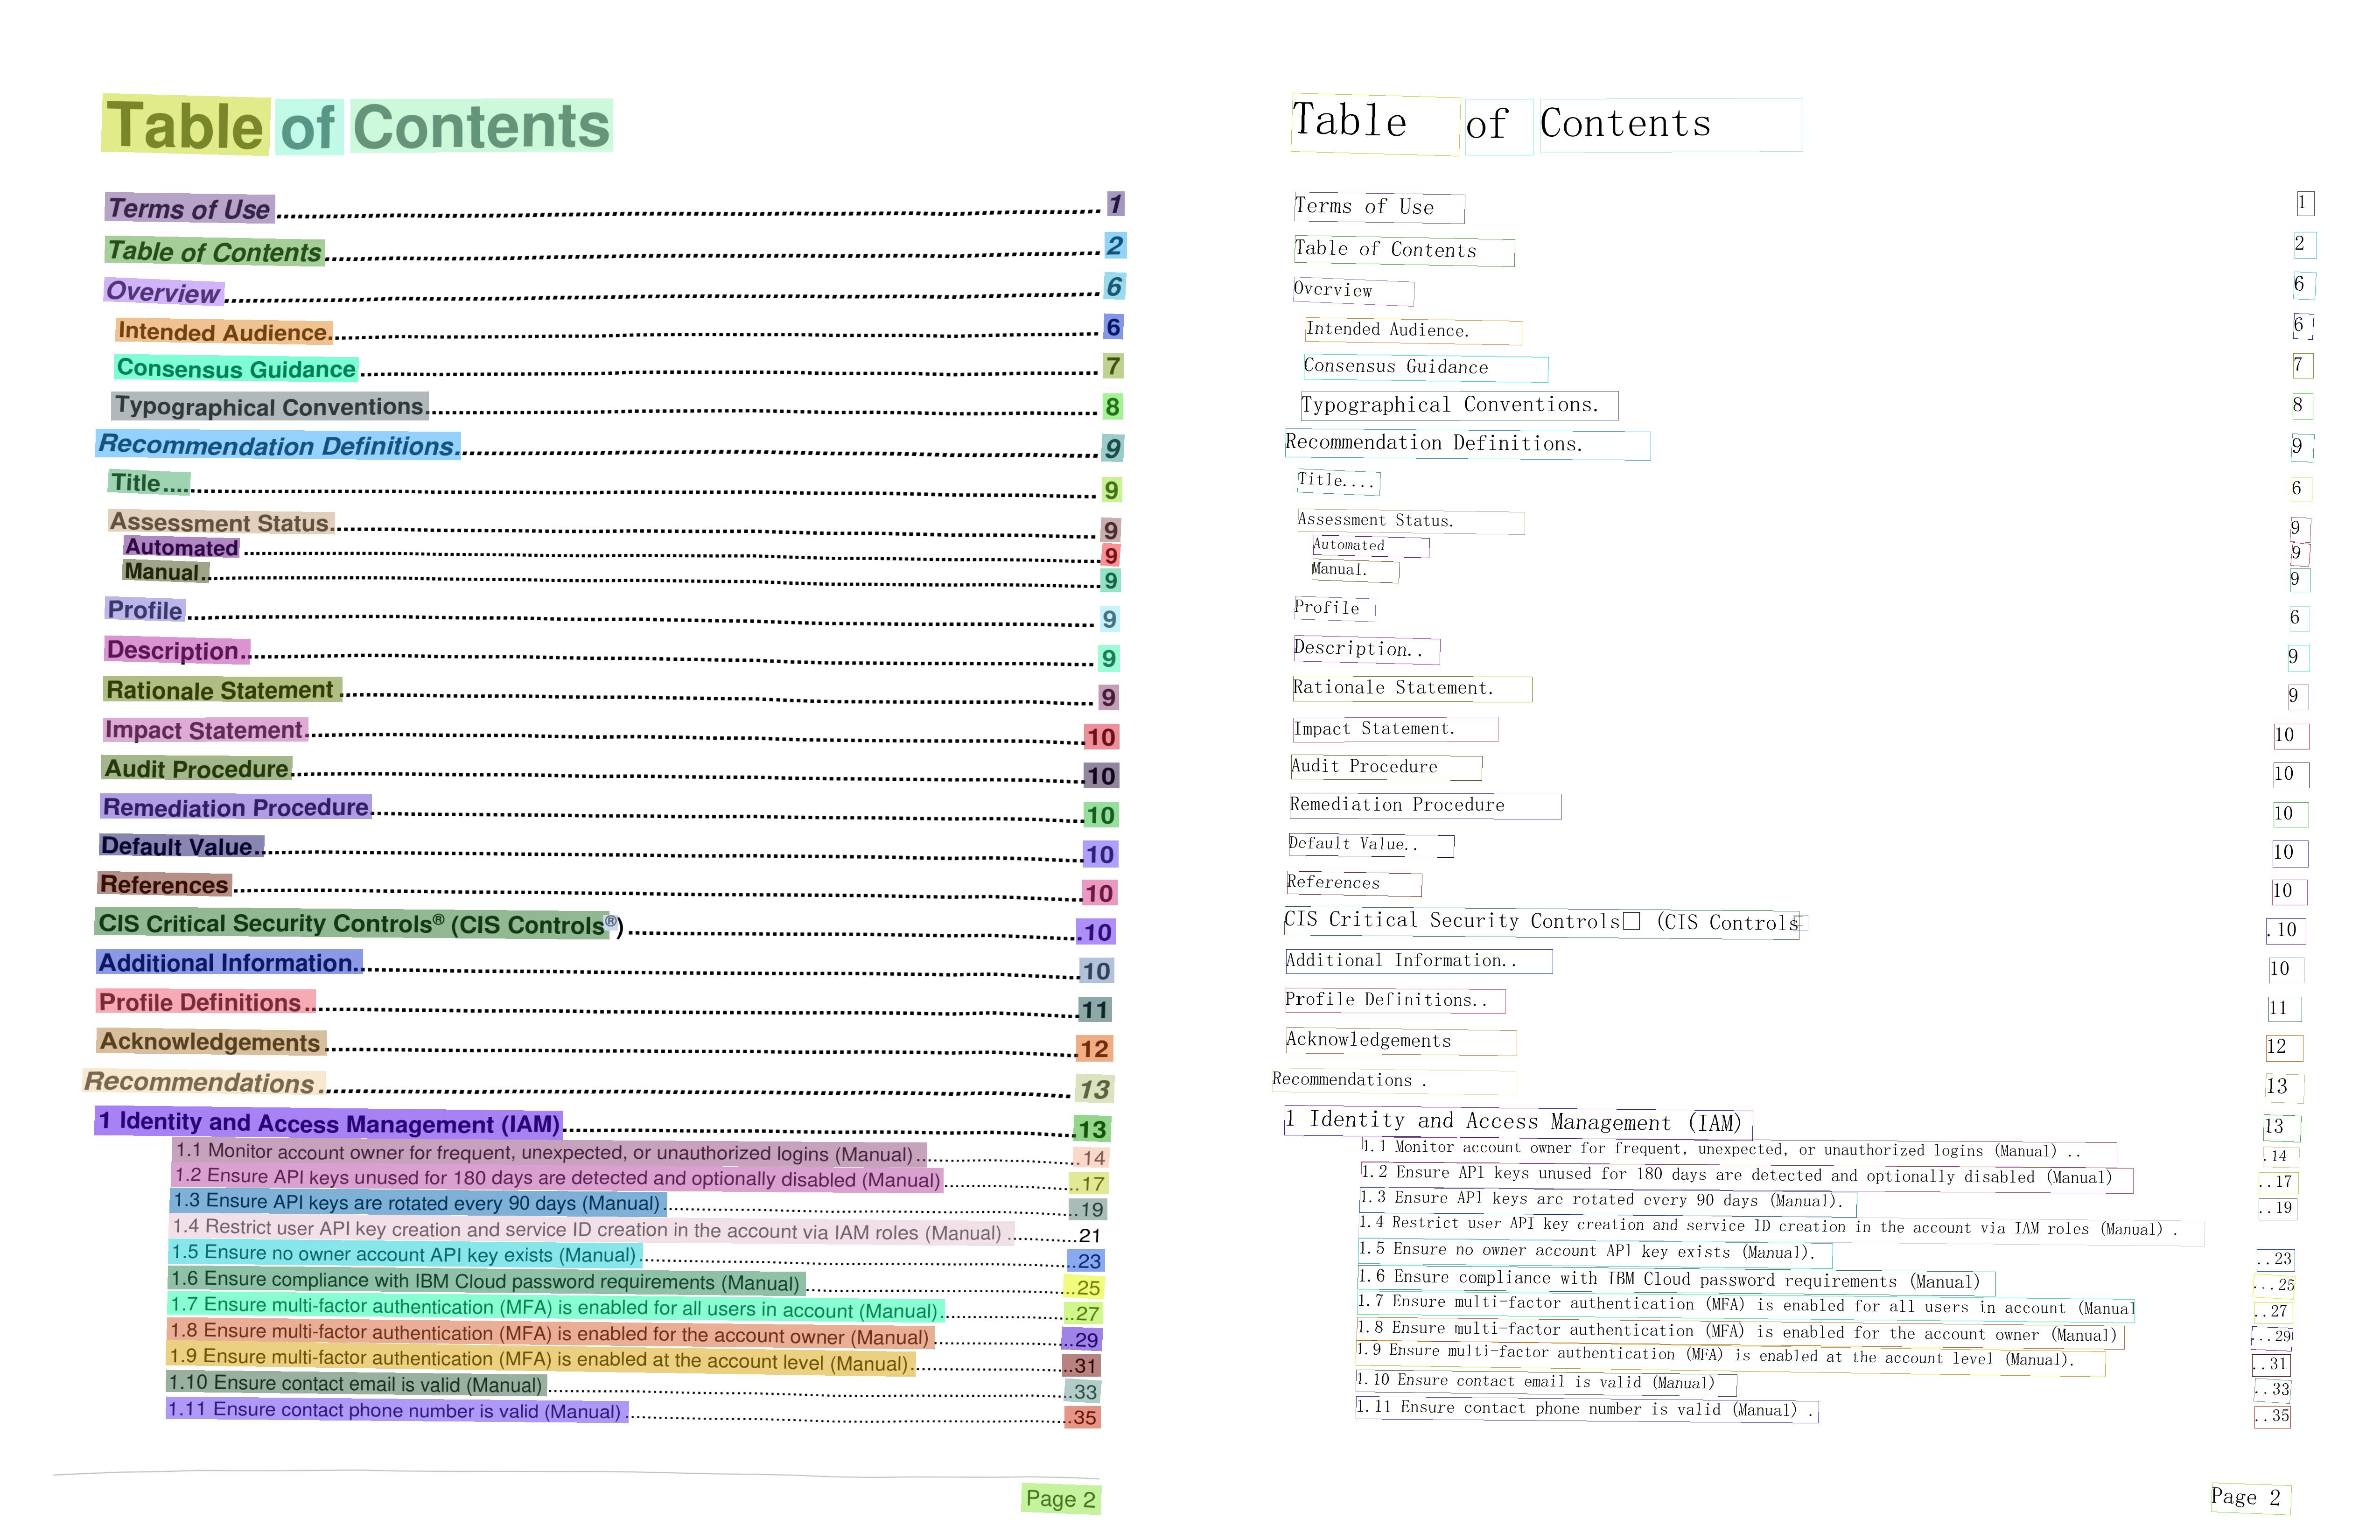 Table of Contents
Terms of Use ........ 1
Table of Contents ........ 2
Overview ........ 6
Intended Audience ........ 6
Consensus Guidance ........ 7
Typographical Conventions ........ 8
Recommendation Definitions ........ 9
Title ........ 9
Assessment Status ........ 9
Automated ........ 9
Manual ........ 9
Profile ........ 9
Description ........ 9
Rationale Statement ........ 9
Impact Statement ........ 10
Audit Procedure ........ 10
Remediation Procedure ........ 10
Default Value ........ 10
References ........ 10
CIS Critical Security Controls® (CIS Controls®) ........ 10
Additional Information ........ 10
Profile Definitions ........ 11
Acknowledgements ........ 12
Recommendations ........ 13
1 Identity and Access Management (IAM) ........ 13
1.1 Monitor account owner for frequent, unexpected, or unauthorized logins (Manual) ........ 14
1.2 Ensure API keys unused for 180 days are detected and optionally disabled (Manual) ........ 17
1.3 Ensure API keys are rotated every 90 days (Manual) ........ 19
1.4 Restrict user API key creation and service ID creation in the account via IAM roles (Manual) ........ 21
1.5 Ensure no owner account API key exists (Manual) ........ 23
1.6 Ensure compliance with IBM Cloud password requirements (Manual) ........ 25
1.7 Ensure multi-factor authentication (MFA) is enabled for all users in account (Manual) ........ 27
1.8 Ensure multi-factor authentication (MFA) is enabled for the account owner (Manual) ........ 29
1.9 Ensure multi-factor authentication (MFA) is enabled at the account level (Manual) ........ 31
1.10 Ensure contact email is valid (Manual) ........ 33
1.11 Ensure contact phone number is valid (Manual) ........ 35
Page 2
Table of Contents
Terms of Use 1
Table of Contents 2
Overview 6
Intended Audience. 6
Consensus Guidance 7
Typographical Conventions. 8
Recommendation Definitions. 9
Title.... 6
Assessment Status. 9
Automated 9
Manual. 9
Profile 6
Description.. 9
Rationale Statement. 9
Impact Statement. 10
Audit Procedure 10
Remediation Procedure 10
Default Value.. 10
References 10
CIS Critical Security Controls□ (CIS Controls□ .10
Additional Information.. 10
Profile Definitions.. 11
Acknowledgements 12
Recommendations . 13
1 Identity and Access Management (IAM) 13
1.1 Monitor account owner for frequent, unexpected, or unauthorized logins (Manual) .. .14
1.2 Ensure API keys unused for 180 days are detected and optionally disabled (Manual) ..17
1.3 Ensure API keys are rotated every 90 days (Manual). ..19
1.4 Restrict user API key creation and service ID creation in the account via IAM roles (Manual) .
1.5 Ensure no owner account API key exists (Manual). ..23
1.6 Ensure compliance with IBM Cloud password requirements (Manual) ...25
1.7 Ensure multi-factor authentication (MFA) is enabled for all users in account (Manual ..27
1.8 Ensure multi-factor authentication (MFA) is enabled for the account owner (Manual) ...29
1.9 Ensure multi-factor authentication (MFA) is enabled at the account level (Manual). ..31
1.10 Ensure contact email is valid (Manual) ..33
1.11 Ensure contact phone number is valid (Manual) . ..35
Page 2